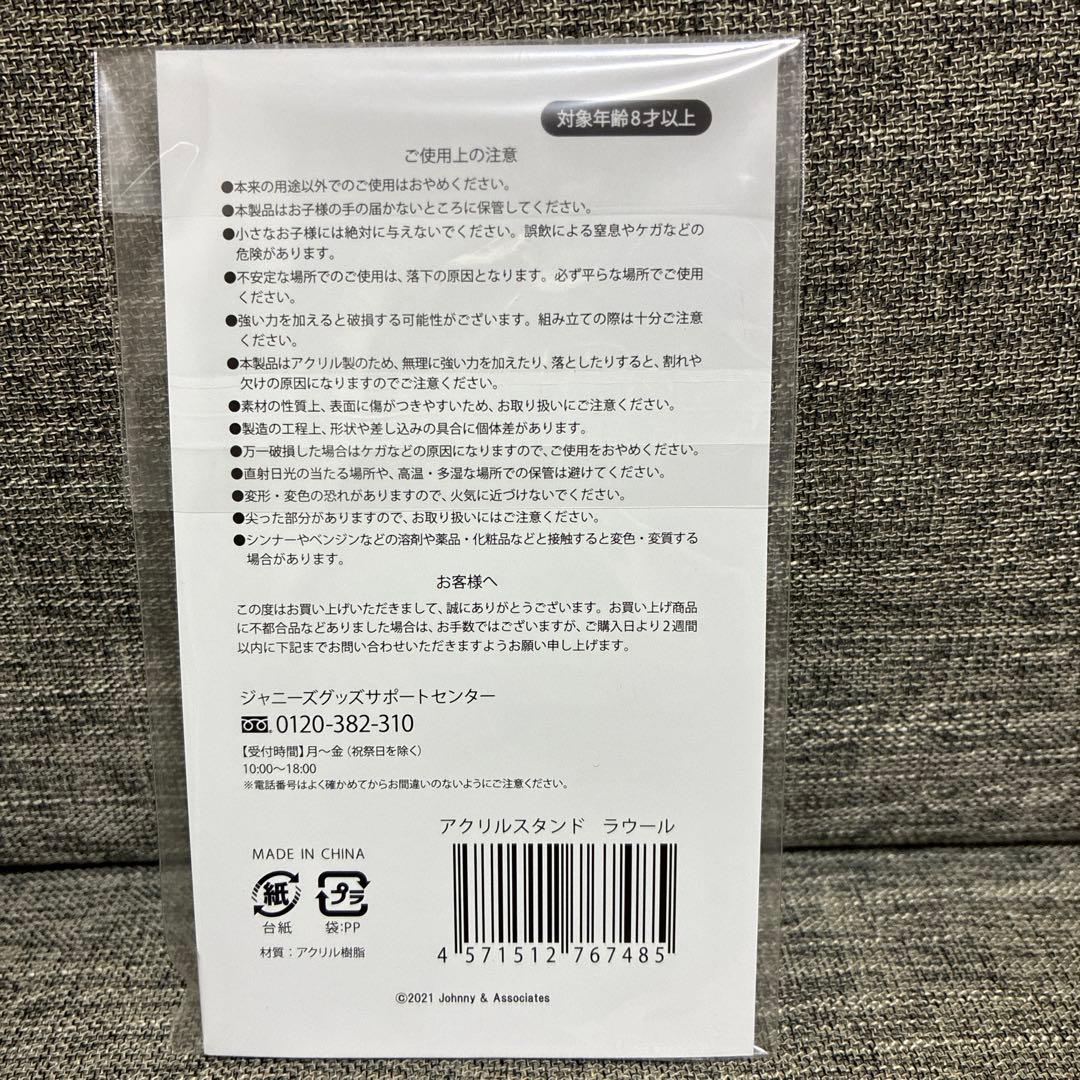 対象年齢8才以上
ご使用上の注意
●本来の用途以外でのご使用はおやめください。
●本製品はお子様の手の届かないところに保管してください。
●小さなお子様には絶対に与えないでください。誤飲による窒息やケガなどの
危険があります。
●不安定な場所でのご使用は、落下の原因となります。必ず平らな場所でご使用
ください。
●強い力を加えると破損する可能性がございます。組み立ての際は十分ご注意
ください。
●本製品はアクリル製のため、無理に強い力を加えたり、落としたりすると、割れや
欠けの原因になりますのでご注意ください。
●素材の性質上、表面に傷がつきやすいため、お取り扱いにご注意ください。
●製造の工程上、形状や差し込みの具合に個体差があります。
●万一破損した場合はケガなどの原因になりますので、ご使用をおやめください。
●直射日光の当たる場所や、高温・多湿な場所での保管は避けてください。
●変形・変色の恐れがありますので、火気に近づけないでください。
●尖った部分がありますので、お取り扱いにはご注意ください。
●シンナーやベンジンなどの溶剤や薬品・化粧品などと接触すると変色・変質する
場合があります。
お客様へ
この度はお買い上げいただきまして、誠にありがとうございます。お買い上げ商品
に不都合品などありました場合は、お手数ではございますが、ご購入日より2週間
以内に下記までお問い合わせいただきますようお願い申し上げます。
ジャニーズグッズサポートセンター
0120-382-310
【受付時間】月〜金（祝祭日を除く）
10:00〜18:00
※電話番号はよく確かめてからお間違いのないようにご注意ください。
アクリルスタンド ラウール
MADE IN CHINA
紙 プラ
台紙 袋:PP
材質：アクリル樹脂
4 571512 767485
©2021 Johnny & Associates